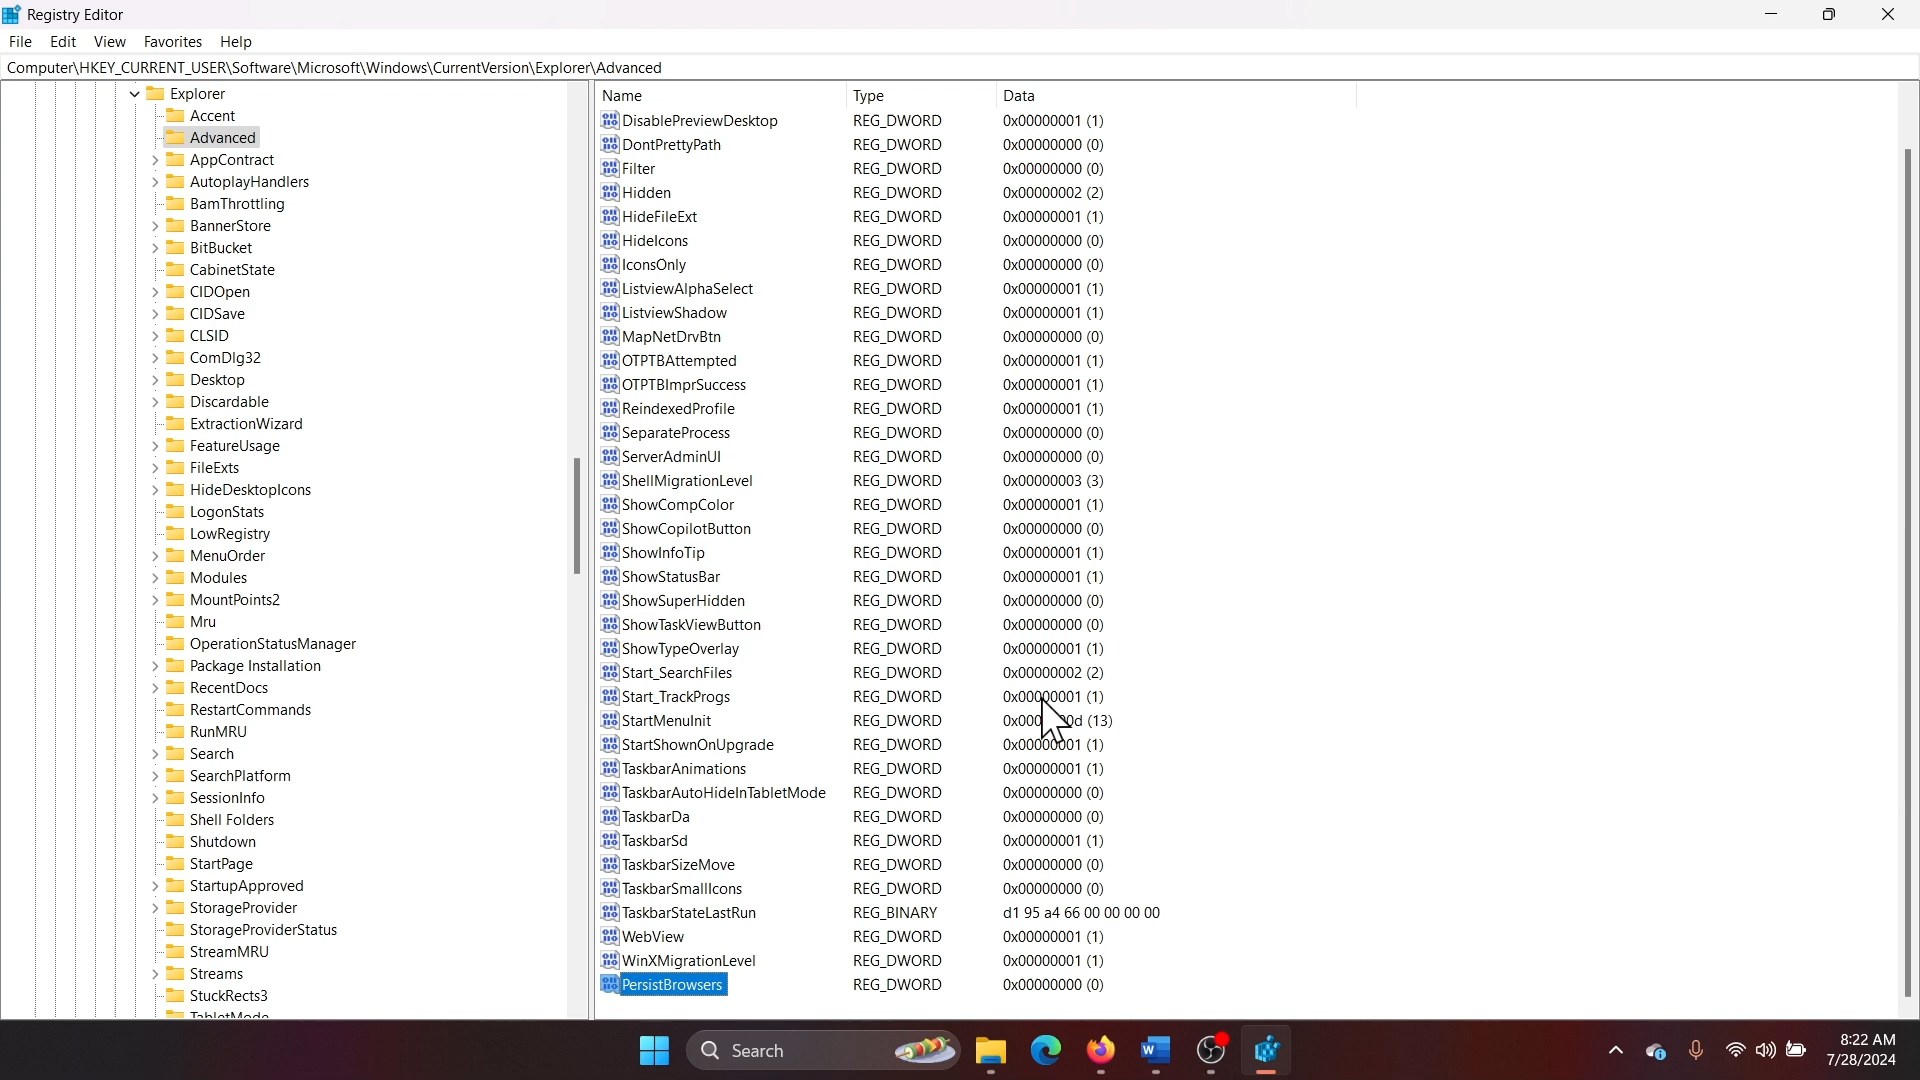 Registry Editor
File Edit View Favorites Help
Computer\HKEY_CURRENT_USER\Software\Microsoft\Windows\CurrentVersion\Explorer\Advanced
Explorer
Accent
Advanced
AppContract
AutoplayHandlers
BamThrottling
BannerStore
BitBucket
CabinetState
CIDOpen
CIDSave
CLSID
ComDlg32
Desktop
Discardable
ExtractionWizard
FeatureUsage
FileExts
HideDesktopIcons
LogonStats
LowRegistry
MenuOrder
Modules
MountPoints2
Mru
OperationStatusManager
Package Installation
RecentDocs
RestartCommands
RunMRU
Search
SearchPlatform
SessionInfo
Shell Folders
Shutdown
StartPage
StartupApproved
StorageProvider
StorageProviderStatus
StreamMRU
Streams
StuckRects3
TabletMode
Name Type Data
DisablePreviewDesktop REG_DWORD 0x00000001 (1)
DontPrettyPath REG_DWORD 0x00000000 (0)
Filter REG_DWORD 0x00000000 (0)
Hidden REG_DWORD 0x00000002 (2)
HideFileExt REG_DWORD 0x00000001 (1)
HideIcons REG_DWORD 0x00000000 (0)
IconsOnly REG_DWORD 0x00000000 (0)
ListviewAlphaSelect REG_DWORD 0x00000001 (1)
ListviewShadow REG_DWORD 0x00000001 (1)
MapNetDrvBtn REG_DWORD 0x00000000 (0)
OTPTBAttempted REG_DWORD 0x00000001 (1)
OTPTBImprSuccess REG_DWORD 0x00000001 (1)
ReindexedProfile REG_DWORD 0x00000001 (1)
SeparateProcess REG_DWORD 0x00000000 (0)
ServerAdminUI REG_DWORD 0x00000000 (0)
ShellMigrationLevel REG_DWORD 0x00000003 (3)
ShowCompColor REG_DWORD 0x00000001 (1)
ShowCopilotButton REG_DWORD 0x00000000 (0)
ShowInfoTip REG_DWORD 0x00000001 (1)
ShowStatusBar REG_DWORD 0x00000001 (1)
ShowSuperHidden REG_DWORD 0x00000000 (0)
ShowTaskViewButton REG_DWORD 0x00000000 (0)
ShowTypeOverlay REG_DWORD 0x00000001 (1)
Start_SearchFiles REG_DWORD 0x00000002 (2)
Start_TrackProgs REG_DWORD 0x00000001 (1)
StartMenuInit REG_DWORD (13)
StartShownOnUpgrade REG_DWORD 0x00000001 (1)
TaskbarAnimations REG_DWORD 0x00000001 (1)
TaskbarAutoHideInTabletMode REG_DWORD 0x00000000 (0)
TaskbarDa REG_DWORD 0x00000000 (0)
TaskbarSd REG_DWORD 0x00000001 (1)
TaskbarSizeMove REG_DWORD 0x00000000 (0)
TaskbarSmallIcons REG_DWORD 0x00000000 (0)
TaskbarStateLastRun REG_BINARY d1 95 a4 66 00 00 00 00
WebView REG_DWORD 0x00000001 (1)
WinXMigrationLevel REG_DWORD 0x00000001 (1)
PersistBrowsers REG_DWORD 0x00000000 (0)
Search
8:22 AM
7/28/2024